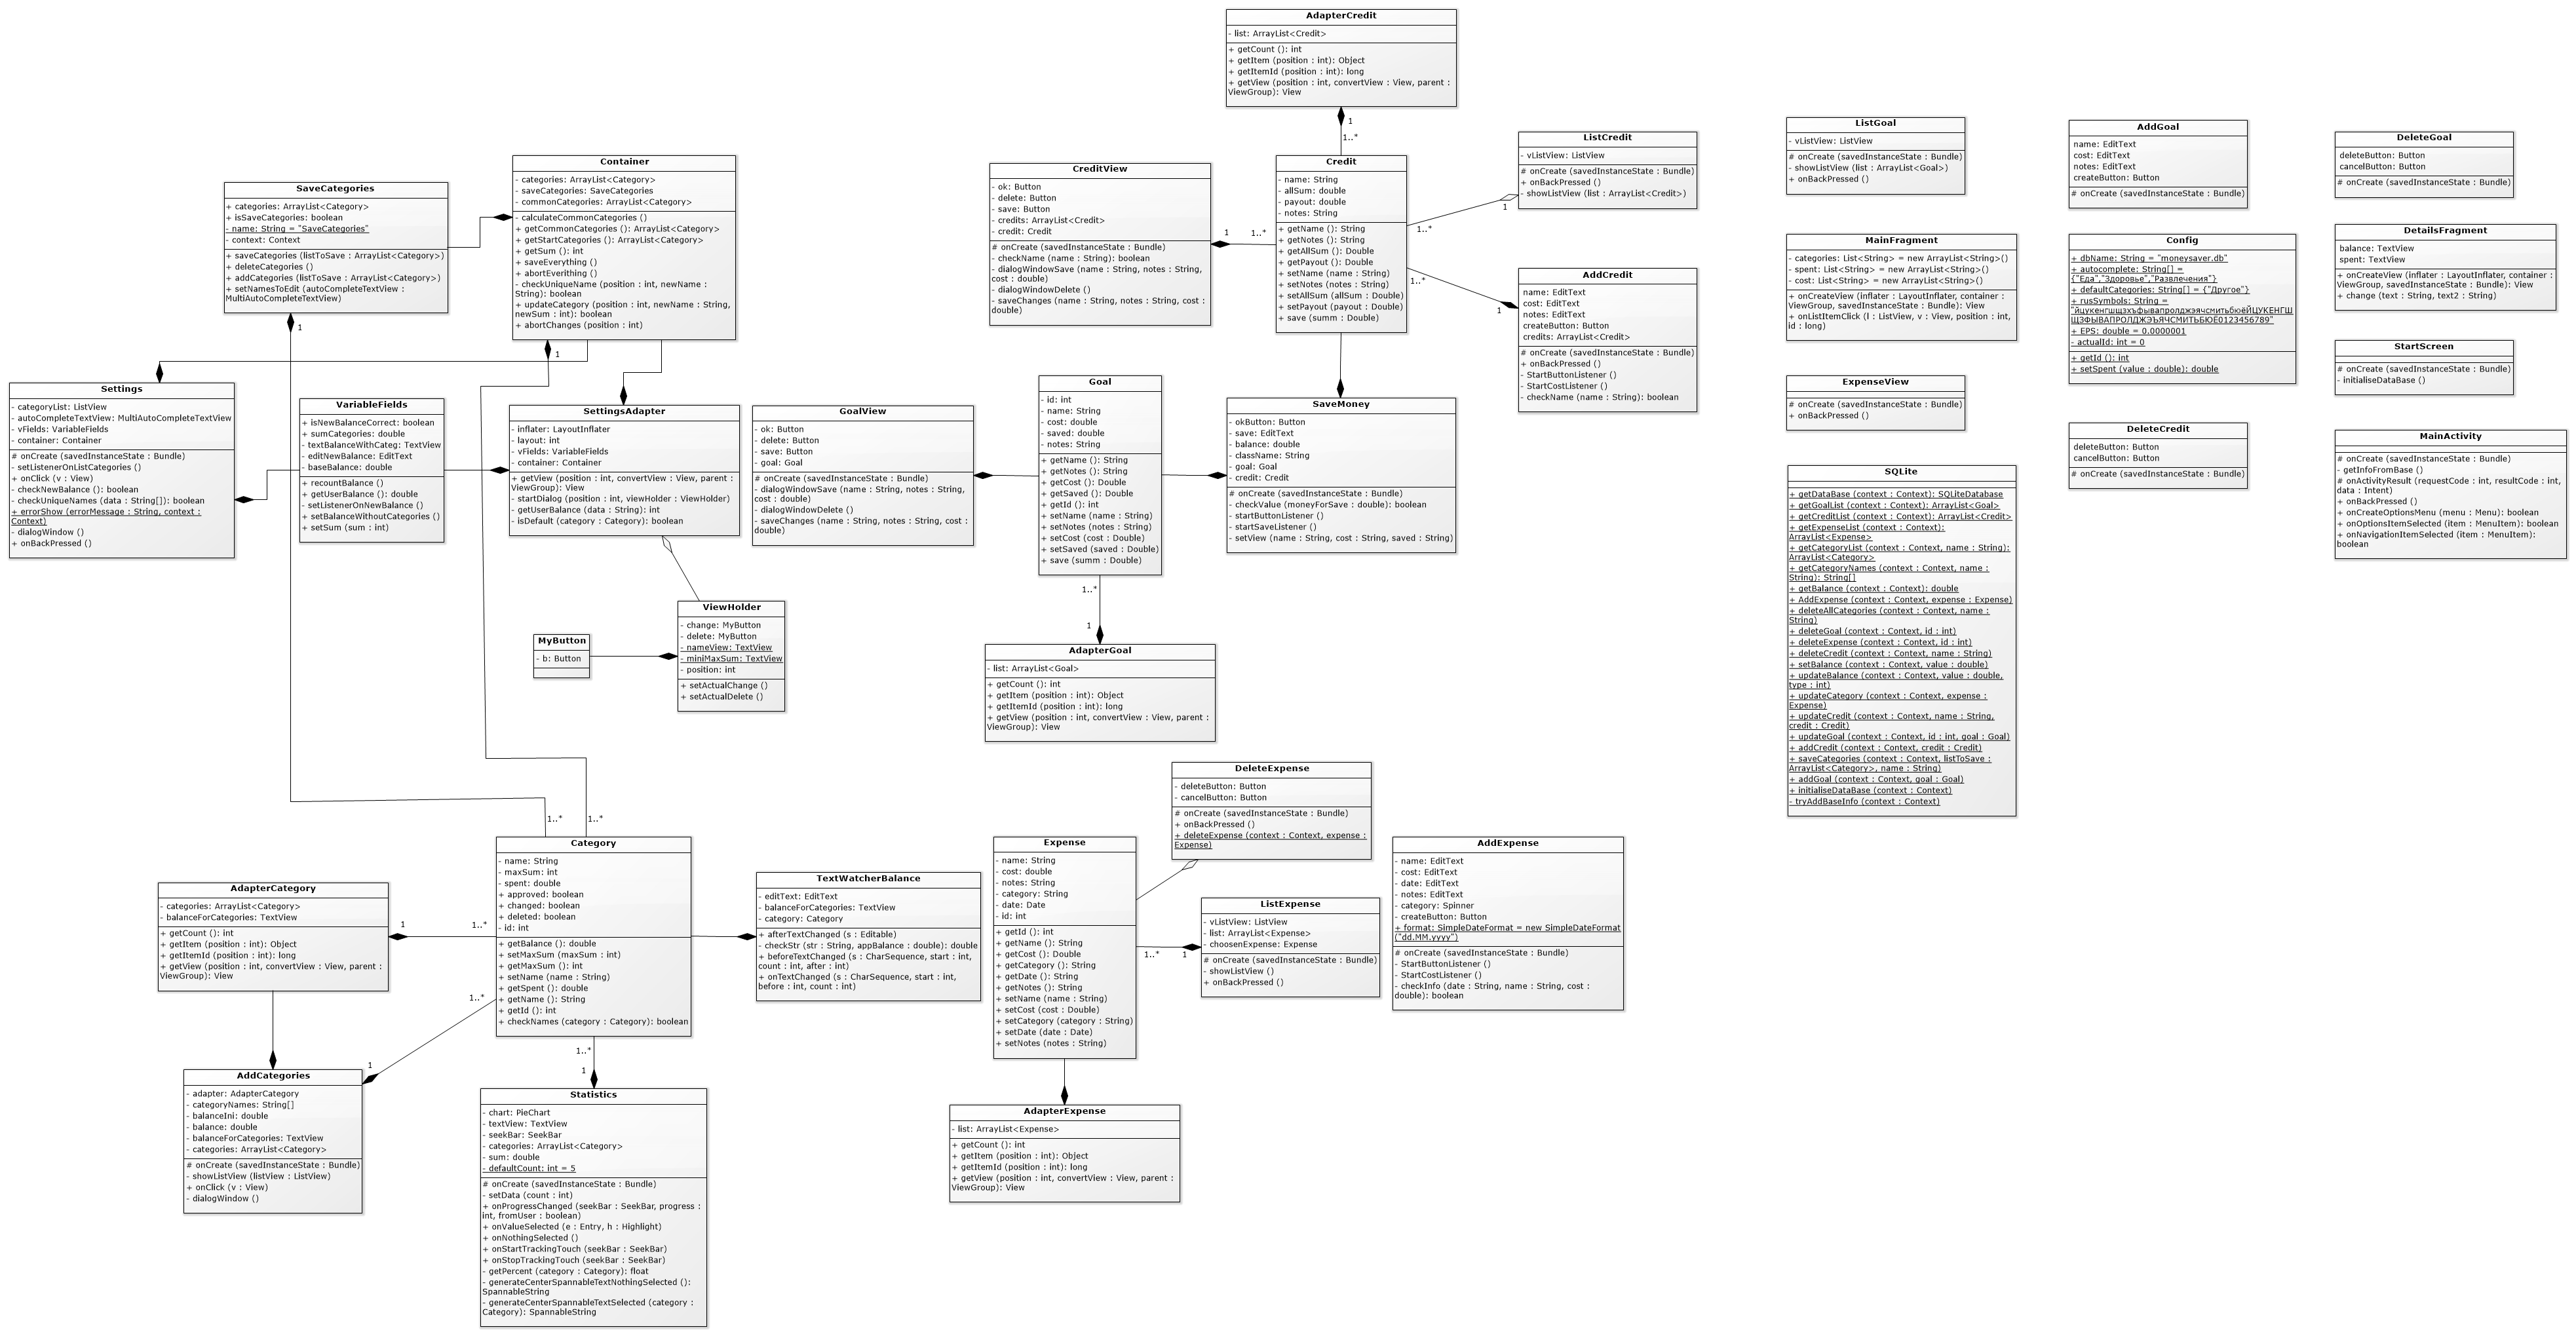 AdapterCredit
- list: ArrayList<Credit>
+ getCount (): int
+ getItem (position : int): Object
+ getItemId (position : int): long
+ getView (position : int, convertView : View, parent :
ViewGroup): View
1
1..*
Container
- categories: ArrayList<Category>
- saveCategories: SaveCategories
- commonCategories: ArrayList<Category>
- calculateCommonCategories ()
+ getCommonCategories (): ArrayList<Category>
+ getStartCategories (): ArrayList<Category>
+ getSum (): int
+ saveEverything ()
+ abortEverithing ()
- checkUniqueName (position : int, newName :
String): boolean
+ updateCategory (position : int, newName : String,
newSum : int): boolean
+ abortChanges (position : int)
1
SaveCategories
+ categories: ArrayList<Category>
+ isSaveCategories: boolean
- name: String = "SaveCategories"
- context: Context
+ saveCategories (listToSave : ArrayList<Category>)
+ deleteCategories ()
+ addCategories (listToSave : ArrayList<Category>)
+ setNamesToEdit (autoCompleteTextView :
MultiAutoCompleteTextView)
1
CreditView
- ok: Button
- delete: Button
- save: Button
- credits: ArrayList<Credit>
- credit: Credit
# onCreate (savedInstanceState : Bundle)
- checkName (name : String): boolean
- dialogWindowSave (name : String, notes : String,
cost : double)
- dialogWindowDelete ()
- saveChanges (name : String, notes : String, cost :
double)
1
1..*
Credit
- name: String
- allSum: double
- payout: double
- notes: String
+ getName (): String
+ getNotes (): String
+ getAllSum (): Double
+ getPayout (): Double
+ setName (name : String)
+ setNotes (notes : String)
+ setAllSum (allSum : Double)
+ setPayout (payout : Double)
+ save (summ : Double)
1..*
1
1..*
1
ListCredit
- vListView: ListView
# onCreate (savedInstanceState : Bundle)
+ onBackPressed ()
- showListView (list : ArrayList<Credit>)
AddCredit
name: EditText
cost: EditText
notes: EditText
createButton: Button
credits: ArrayList<Credit>
# onCreate (savedInstanceState : Bundle)
+ onBackPressed ()
- StartButtonListener ()
- StartCostListener ()
- checkName (name : String): boolean
ListGoal
- vListView: ListView
# onCreate (savedInstanceState : Bundle)
- showListView (list : ArrayList<Goal>)
+ onBackPressed ()
AddGoal
name: EditText
cost: EditText
notes: EditText
createButton: Button
# onCreate (savedInstanceState : Bundle)
DeleteGoal
deleteButton: Button
cancelButton: Button
# onCreate (savedInstanceState : Bundle)
MainFragment
- categories: List<String> = new ArrayList<String>()
- spent: List<String> = new ArrayList<String>()
- cost: List<String> = new ArrayList<String>()
+ onCreateView (inflater : LayoutInflater, container :
ViewGroup, savedInstanceState : Bundle): View
+ onListItemClick (l : ListView, v : View, position : int,
id : long)
Config
+ dbName: String = "moneysaver.db"
+ autocomplete: String[] =
{"Еда","Здоровье","Развлечения"}
+ defaultCategories: String[] = {"Другое"}
+ rusSymbols: String =
"йцукенгшщзхъфывапролджэячсмитьбюёЙЦУКЕНГШ
ЩЗФЫВАПРОЛДЖЭЪЯЧСМИТЬБЮЁ0123456789"
+ EPS: double = 0.0000001
- actualId: int = 0
+ getId (): int
+ setSpent (value : double): double
DetailsFragment
balance: TextView
spent: TextView
+ onCreateView (inflater : LayoutInflater, container :
ViewGroup, savedInstanceState : Bundle): View
+ change (text : String, text2 : String)
StartScreen
# onCreate (savedInstanceState : Bundle)
- initialiseDataBase ()
ExpenseView
# onCreate (savedInstanceState : Bundle)
+ onBackPressed ()
DeleteCredit
deleteButton: Button
cancelButton: Button
# onCreate (savedInstanceState : Bundle)
MainActivity
# onCreate (savedInstanceState : Bundle)
- getInfoFromBase ()
# onActivityResult (requestCode : int, resultCode : int,
data : Intent)
+ onBackPressed ()
+ onCreateOptionsMenu (menu : Menu): boolean
+ onOptionsItemSelected (item : MenuItem): boolean
+ onNavigationItemSelected (item : MenuItem):
boolean
SQLite
+ getDataBase (context : Context): SQLiteDatabase
+ getGoalList (context : Context): ArrayList<Goal>
+ getCreditList (context : Context): ArrayList<Credit>
+ getExpenseList (context : Context):
ArrayList<Expense>
+ getCategoryList (context : Context, name : String):
ArrayList<Category>
+ getCategoryNames (context : Context, name :
String): String[]
+ getBalance (context : Context): double
+ AddExpense (context : Context, expense : Expense)
+ deleteAllCategories (context : Context, name :
String)
+ deleteGoal (context : Context, id : int)
+ deleteExpense (context : Context, id : int)
+ deleteCredit (context : Context, name : String)
+ setBalance (context : Context, value : double)
+ updateBalance (context : Context, value : double,
type : int)
+ updateCategory (context : Context, expense :
Expense)
+ updateCredit (context : Context, name : String,
credit : Credit)
+ updateGoal (context : Context, id : int, goal : Goal)
+ addCredit (context : Context, credit : Credit)
+ saveCategories (context : Context, listToSave :
ArrayList<Category>, name : String)
+ addGoal (context : Context, goal : Goal)
+ initialiseDataBase (context : Context)
- tryAddBaseInfo (context : Context)
Settings
- categoryList: ListView
- autoCompleteTextView: MultiAutoCompleteTextView
- vFields: VariableFields
- container: Container
# onCreate (savedInstanceState : Bundle)
- setListenerOnListCategories ()
+ onClick (v : View)
- checkNewBalance (): boolean
- checkUniqueNames (data : String[]): boolean
+ errorShow (errorMessage : String, context :
Context)
- dialogWindow ()
+ onBackPressed ()
VariableFields
+ isNewBalanceCorrect: boolean
+ sumCategories: double
- textBalanceWithCateg: TextView
- editNewBalance: EditText
- baseBalance: double
+ recountBalance ()
+ getUserBalance (): double
- setListenerOnNewBalance ()
+ setBalanceWithoutCategories ()
+ setSum (sum : int)
SettingsAdapter
- inflater: LayoutInflater
- layout: int
- vFields: VariableFields
- container: Container
+ getView (position : int, convertView : View, parent :
ViewGroup): View
- startDialog (position : int, viewHolder : ViewHolder)
- getUserBalance (data : String): int
- isDefault (category : Category): boolean
GoalView
- ok: Button
- delete: Button
- save: Button
- goal: Goal
# onCreate (savedInstanceState : Bundle)
- dialogWindowSave (name : String, notes : String,
cost : double)
- dialogWindowDelete ()
- saveChanges (name : String, notes : String, cost :
double)
Goal
- id: int
- name: String
- cost: double
- saved: double
- notes: String
+ getName (): String
+ getNotes (): String
+ getCost (): Double
+ getSaved (): Double
+ getId (): int
+ setName (name : String)
+ setNotes (notes : String)
+ setCost (cost : Double)
+ setSaved (saved : Double)
+ save (summ : Double)
1..*
1
SaveMoney
- okButton: Button
- save: EditText
- balance: double
- className: String
- goal: Goal
- credit: Credit
# onCreate (savedInstanceState : Bundle)
- checkValue (moneyForSave : double): boolean
- startButtonListener ()
- startSaveListener ()
- setView (name : String, cost : String, saved : String)
ViewHolder
- change: MyButton
- delete: MyButton
- nameView: TextView
- miniMaxSum: TextView
- position: int
+ setActualChange ()
+ setActualDelete ()
MyButton
- b: Button
AdapterGoal
- list: ArrayList<Goal>
+ getCount (): int
+ getItem (position : int): Object
+ getItemId (position : int): long
+ getView (position : int, convertView : View, parent :
ViewGroup): View
1..*
1..*
Category
- name: String
- maxSum: int
- spent: double
+ approved: boolean
+ changed: boolean
+ deleted: boolean
- id: int
+ getBalance (): double
+ setMaxSum (maxSum : int)
+ getMaxSum (): int
+ setName (name : String)
+ getSpent (): double
+ getName (): String
+ getId (): int
+ checkNames (category : Category): boolean
AdapterCategory
- categories: ArrayList<Category>
- balanceForCategories: TextView
+ getCount (): int
+ getItem (position : int): Object
+ getItemId (position : int): long
+ getView (position : int, convertView : View, parent :
ViewGroup): View
1
1..*
1..*
1
TextWatcherBalance
- editText: EditText
- balanceForCategories: TextView
- category: Category
+ afterTextChanged (s : Editable)
- checkStr (str : String, appBalance : double): double
+ beforeTextChanged (s : CharSequence, start : int,
count : int, after : int)
+ onTextChanged (s : CharSequence, start : int,
before : int, count : int)
DeleteExpense
- deleteButton: Button
- cancelButton: Button
# onCreate (savedInstanceState : Bundle)
+ onBackPressed ()
+ deleteExpense (context : Context, expense :
Expense)
Expense
- name: String
- cost: double
- notes: String
- category: String
- date: Date
- id: int
+ getId (): int
+ getName (): String
+ getCost (): Double
+ getCategory (): String
+ getDate (): String
+ getNotes (): String
+ setName (name : String)
+ setCost (cost : Double)
+ setCategory (category : String)
+ setDate (date : Date)
+ setNotes (notes : String)
1..*
1
ListExpense
- vListView: ListView
- list: ArrayList<Expense>
- choosenExpense: Expense
# onCreate (savedInstanceState : Bundle)
- showListView ()
+ onBackPressed ()
AddExpense
- name: EditText
- cost: EditText
- date: EditText
- notes: EditText
- category: Spinner
- createButton: Button
+ format: SimpleDateFormat = new SimpleDateFormat
("dd.MM.yyyy")
# onCreate (savedInstanceState : Bundle)
- StartButtonListener ()
- StartCostListener ()
- checkInfo (date : String, name : String, cost :
double): boolean
AddCategories
- adapter: AdapterCategory
- categoryNames: String[]
- balanceIni: double
- balance: double
- balanceForCategories: TextView
- categories: ArrayList<Category>
# onCreate (savedInstanceState : Bundle)
- showListView (listView : ListView)
+ onClick (v : View)
- dialogWindow ()
1..*
1
Statistics
- chart: PieChart
- textView: TextView
- seekBar: SeekBar
- categories: ArrayList<Category>
- sum: double
- defaultCount: int = 5
# onCreate (savedInstanceState : Bundle)
- setData (count : int)
+ onProgressChanged (seekBar : SeekBar, progress :
int, fromUser : boolean)
+ onValueSelected (e : Entry, h : Highlight)
+ onNothingSelected ()
+ onStartTrackingTouch (seekBar : SeekBar)
+ onStopTrackingTouch (seekBar : SeekBar)
- getPercent (category : Category): float
- generateCenterSpannableTextNothingSelected ():
SpannableString
- generateCenterSpannableTextSelected (category :
Category): SpannableString
AdapterExpense
- list: ArrayList<Expense>
+ getCount (): int
+ getItem (position : int): Object
+ getItemId (position : int): long
+ getView (position : int, convertView : View, parent :
ViewGroup): View